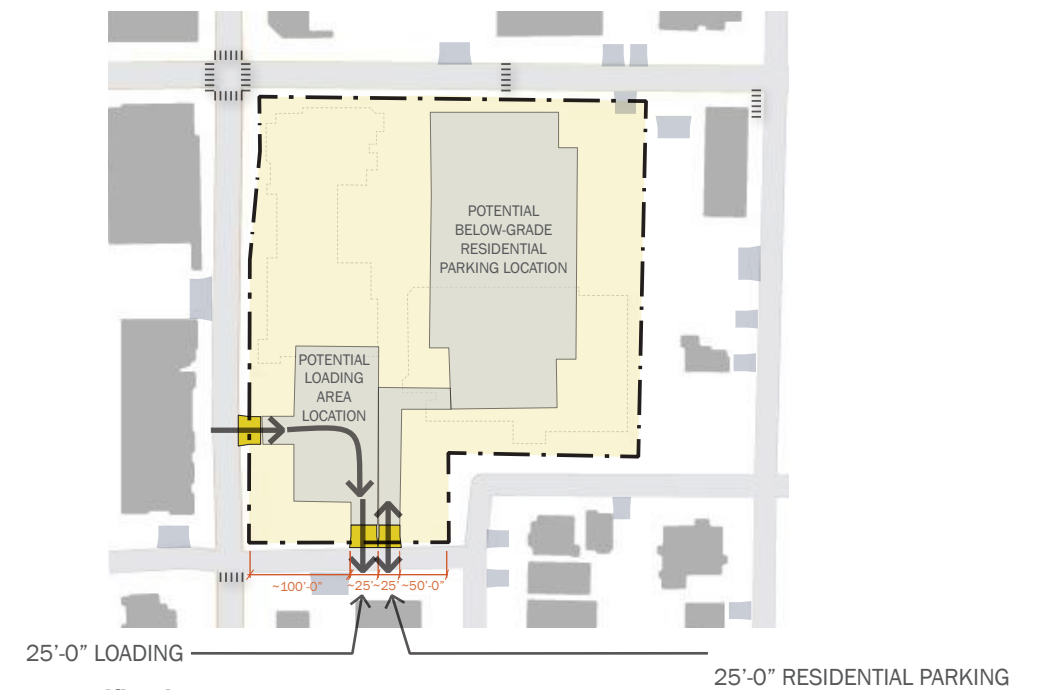 POTENTIAL
BELOW-GRADE
RESIDENTIAL
PARKING LOCATION
POTENTIAL
LOADING
AREA
LOCATION
~100'-0"
~25'
~25'
~50'-0"
25'-0" LOADING
25'-0" RESIDENTIAL PARKING